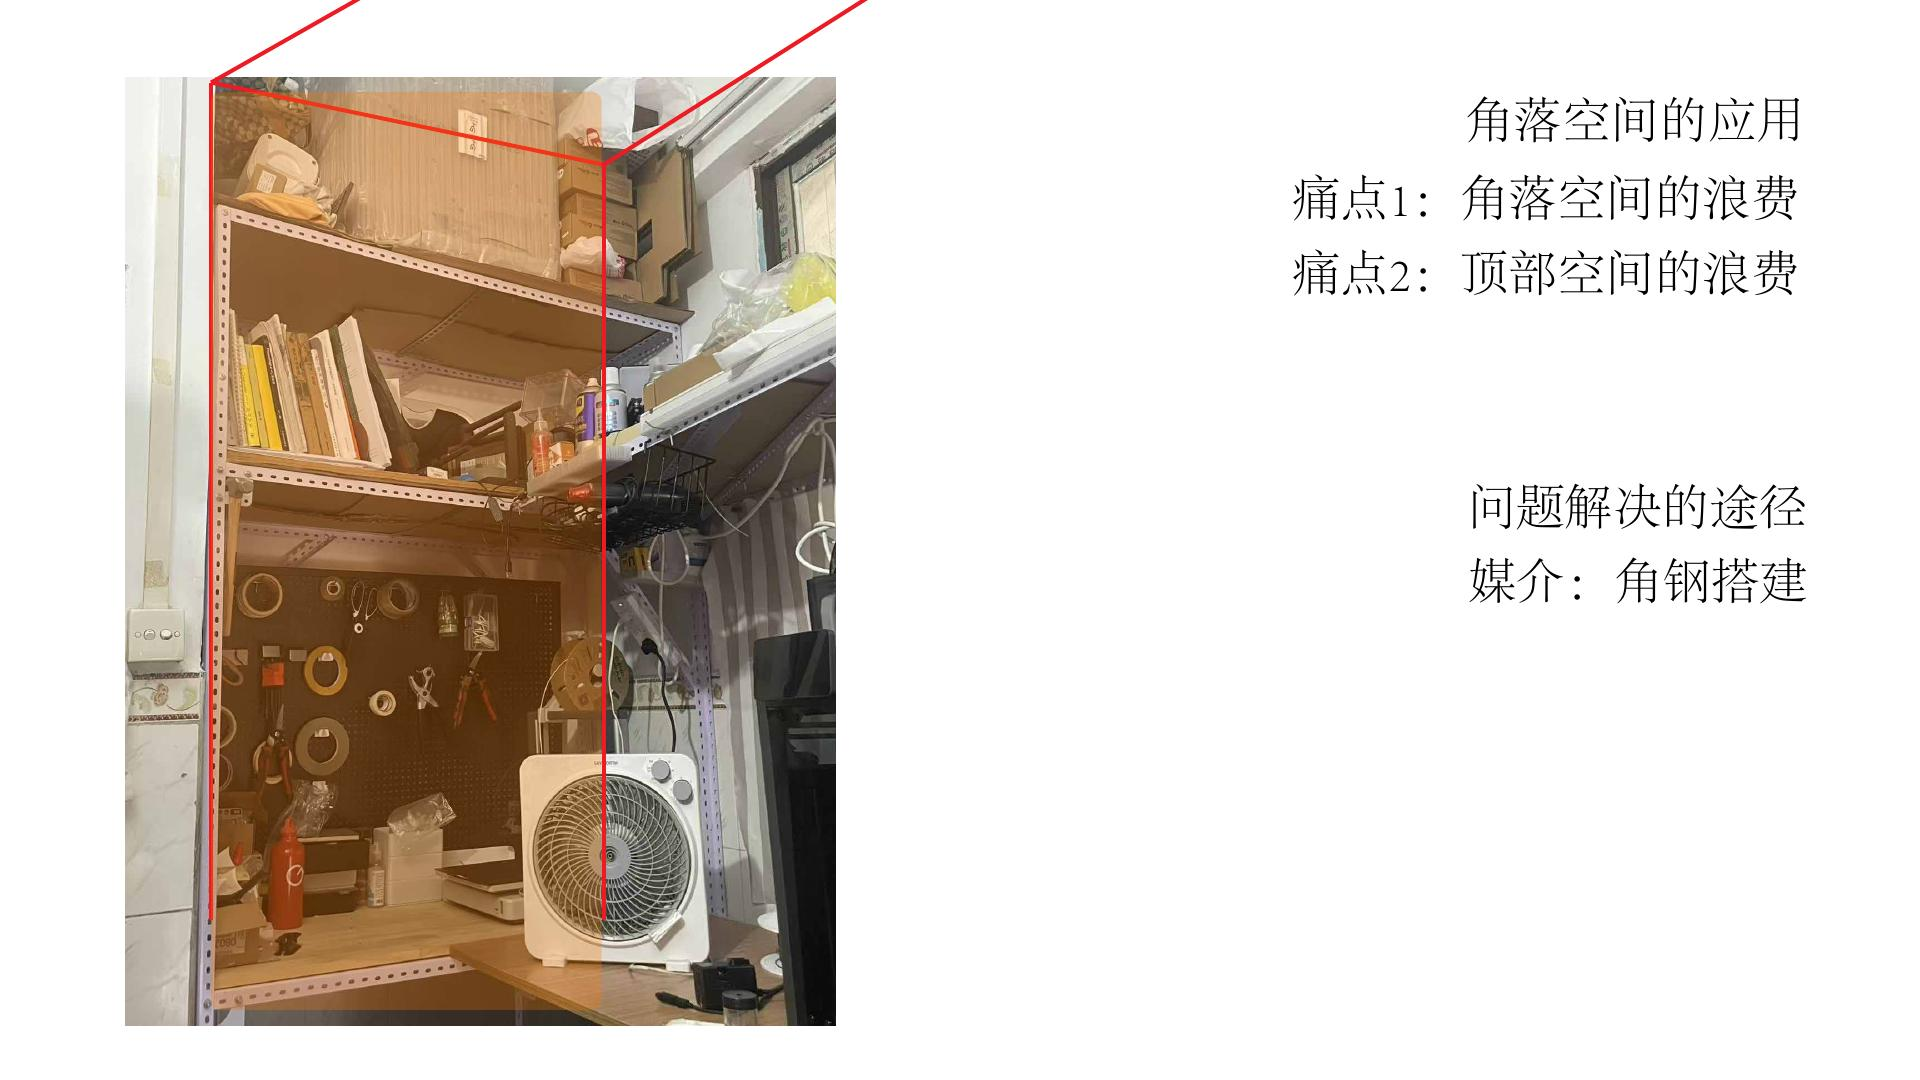 角落空间的应用
痛点1：角落空间的浪费
痛点2：顶部空间的浪费
问题解决的途径
媒介：角钢搭建